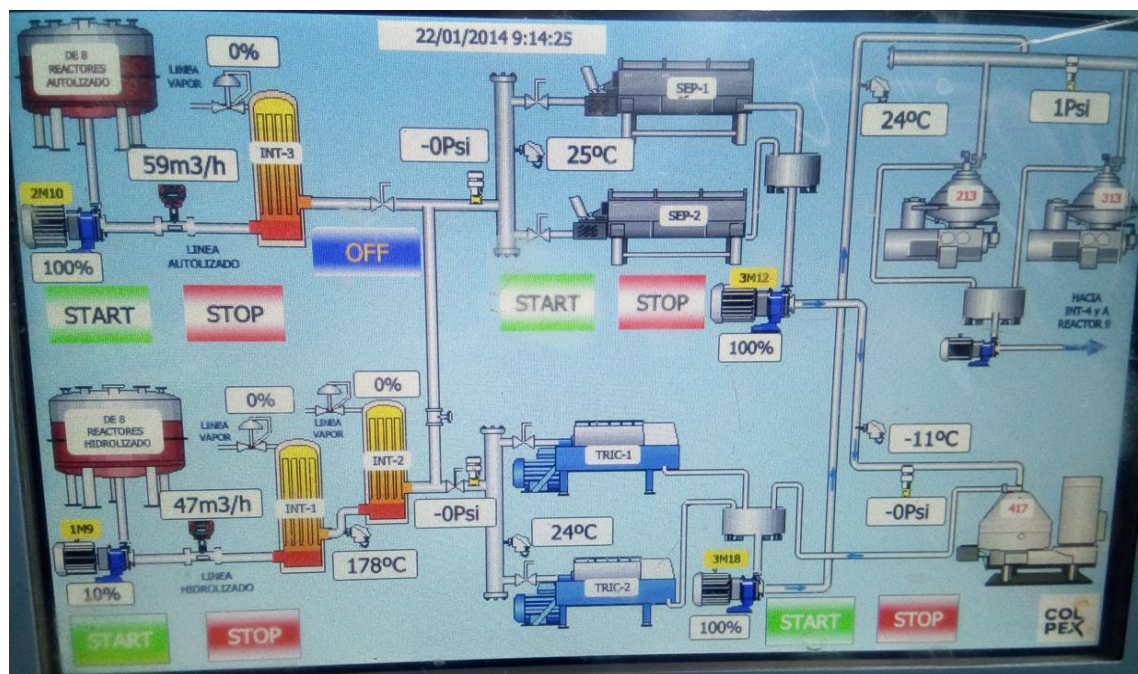 22/01/2014 9:14:25
DE 8
REACTORES
AUTOLIZADO
LINEA
VAPOR
0%
INT-3
59m3/h
2M10
100%
LINEA
AUTOLIZADO
START
STOP
OFF
-0Psi
25ºC
SEP-1
SEP-2
START
STOP
3M12
100%
24ºC
1Psi
213
313
HACIA
INT-4 y A
REACTOR 9
DE 8
REACTORES
HIDROLIZADO
LINEA
VAPOR
0%
LINEA
VAPOR
0%
INT-1
INT-2
47m3/h
1M9
10%
LINEA
HIDROLIZADO
178ºC
START
STOP
-0Psi
24ºC
TRIC-1
TRIC-2
3M18
100%
START
STOP
-11ºC
-0Psi
417
COL
PEX